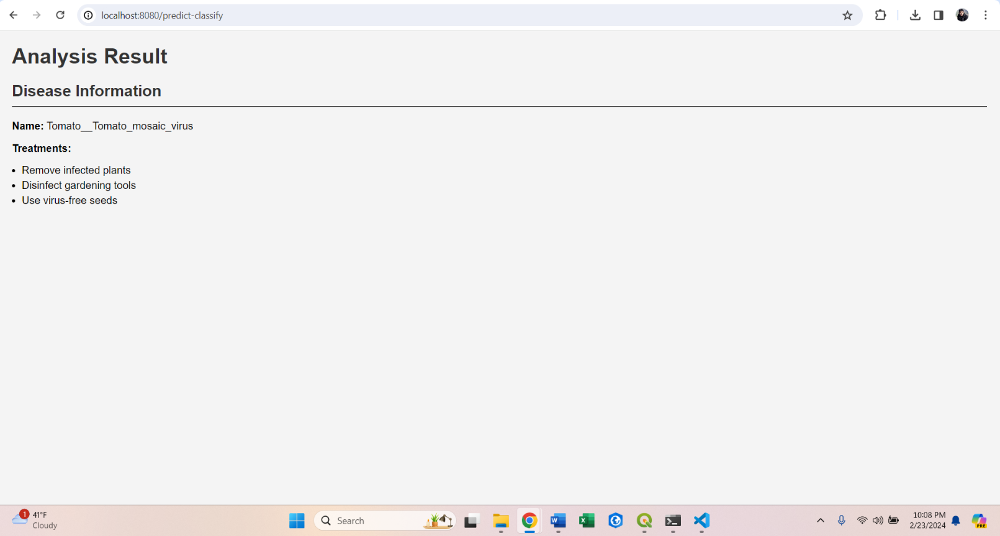 localhost:8080/predict-classify
Analysis Result
Disease Information
Name: Tomato__Tomato_mosaic_virus
Treatments:
• Remove infected plants
• Disinfect gardening tools
• Use virus-free seeds
1
41°F
Cloudy
Search
10:08 PM
2/23/2024
PRE